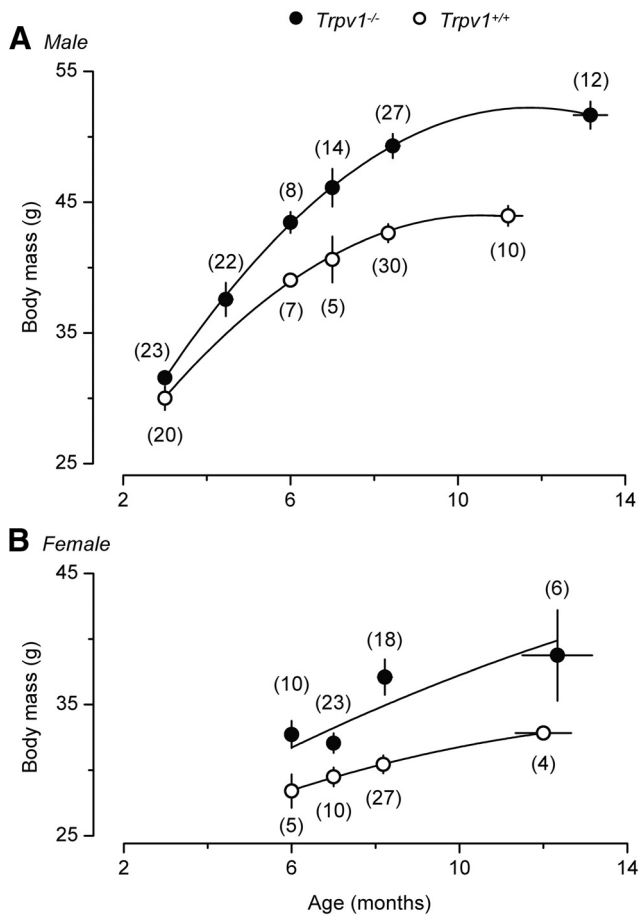 Trpv1-/- Trpv1+/+
A Male
55
(12)
(27)
(14)
(8)
45
(22)
(10)
(30)
(7) (5)
Body mass (g)
35
(23)
(20)
25
2 6 10 14
B Female
45
(6)
(18)
(10) (23)
35
Body mass (g)
(4)
(5) (10) (27)
25
2 6 10 14
Age (months)